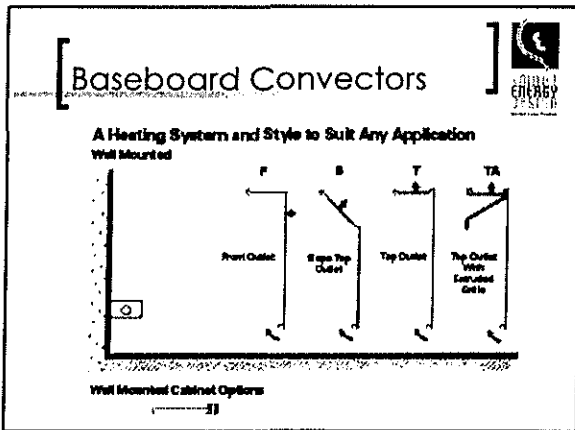 Baseboard Convectors
ENERGY
A Heating System and Style to Suit Any Application
Wall Mounted
F S T TA
Front Outlet
Slope Top Outlet
Top Outlet
Top Outlet With Extruded Grille
Wall Mounted Cabinet Options